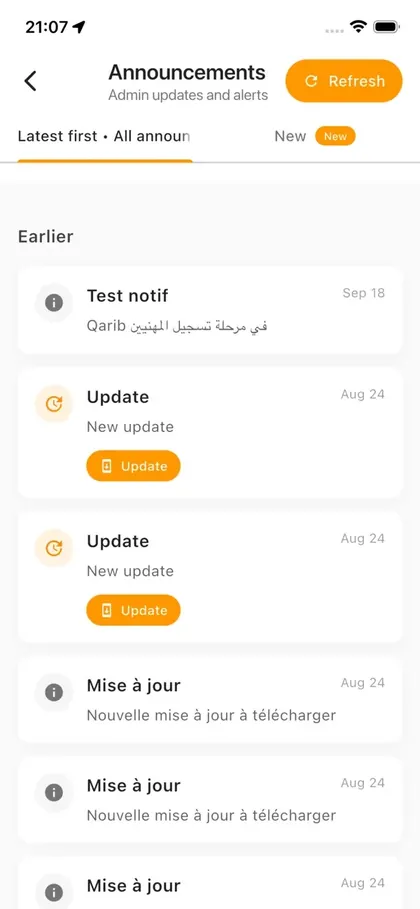 21:07
Announcements
Admin updates and alerts
Refresh
Latest first • All announ
New
New
Earlier
Test notif
Sep 18
Qarib في مرحلة تسجيل المهنيين
Update
Aug 24
New update
Update
Update
Aug 24
New update
Update
Mise à jour
Aug 24
Nouvelle mise à jour à télécharger
Mise à jour
Aug 24
Nouvelle mise à jour à télécharger
Mise à jour
Aug 24